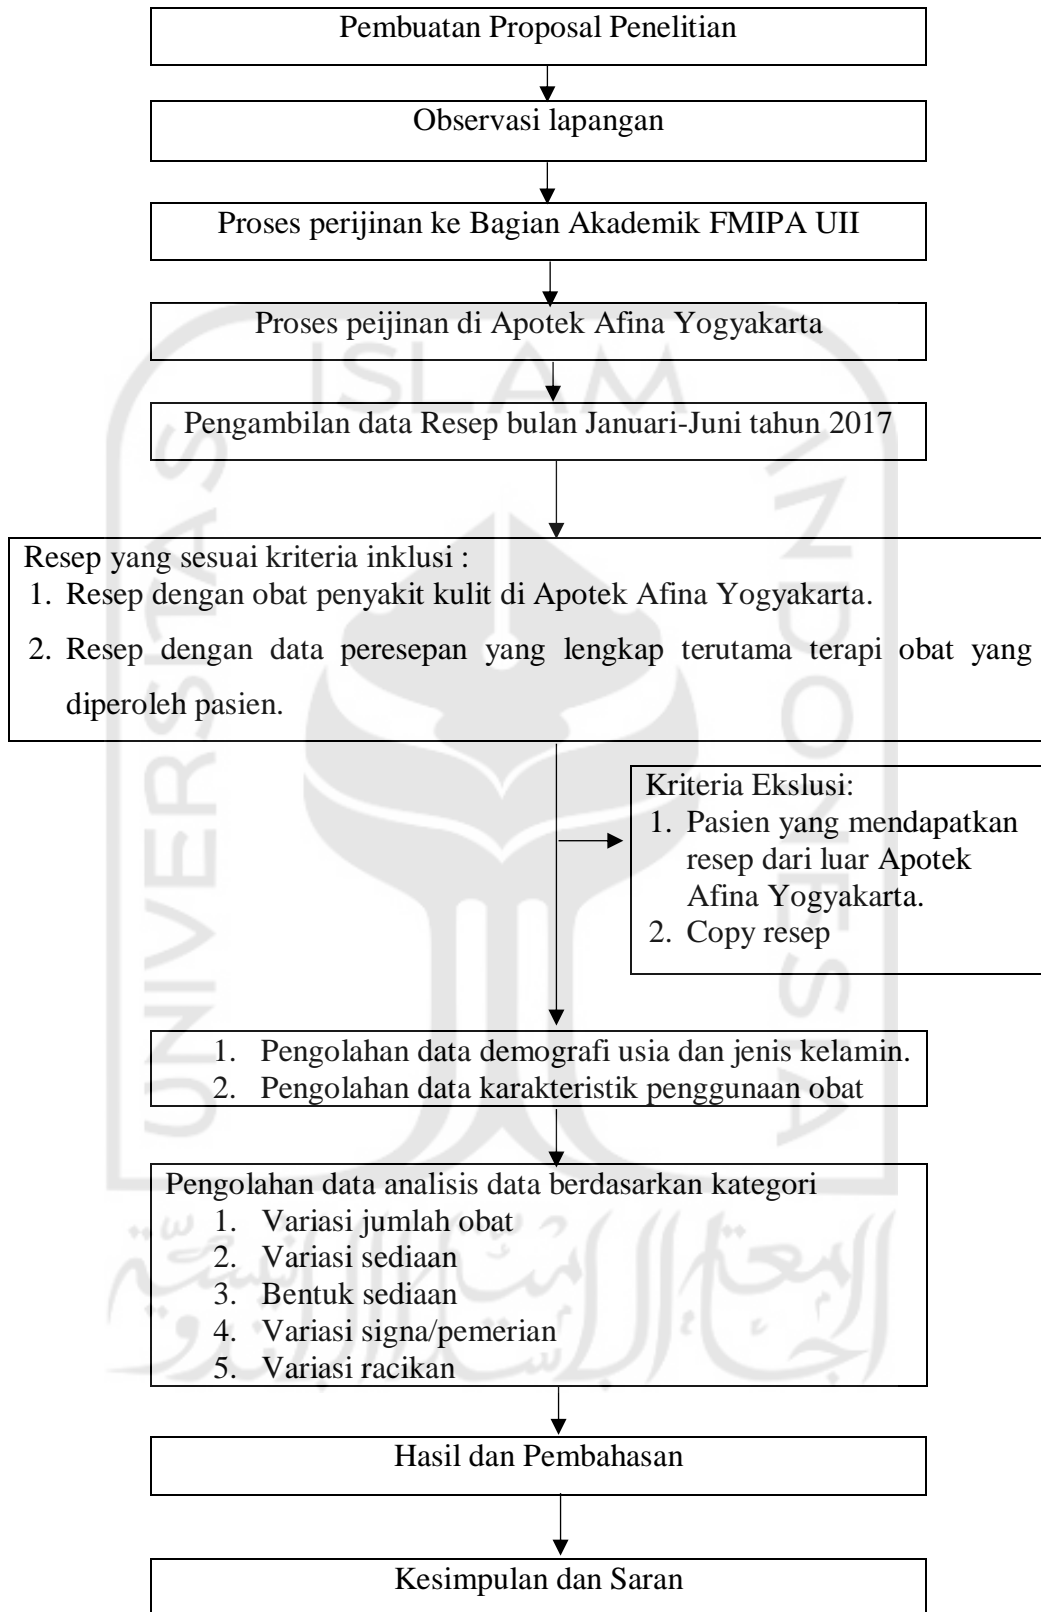 Pembuatan Proposal Penelitian
Observasi lapangan
Proses perijinan ke Bagian Akademik FMIPA UII
Proses peijinan di Apotek Afina Yogyakarta
Pengambilan data Resep bulan Januari-Juni tahun 2017
Resep yang sesuai kriteria inklusi :
1. Resep dengan obat penyakit kulit di Apotek Afina Yogyakarta.
2. Resep dengan data peresepan yang lengkap terutama terapi obat yang
diperoleh pasien.
Kriteria Ekslusi:
1. Pasien yang mendapatkan
resep dari luar Apotek
Afina Yogyakarta.
2. Copy resep
1. Pengolahan data demografi usia dan jenis kelamin.
2. Pengolahan data karakteristik penggunaan obat
Pengolahan data analisis data berdasarkan kategori
1. Variasi jumlah obat
2. Variasi sediaan
3. Bentuk sediaan
4. Variasi signa/pemerian
5. Variasi racikan
Hasil dan Pembahasan
Kesimpulan dan Saran
UNIVERSITAS
ISLAM
INDONESIA